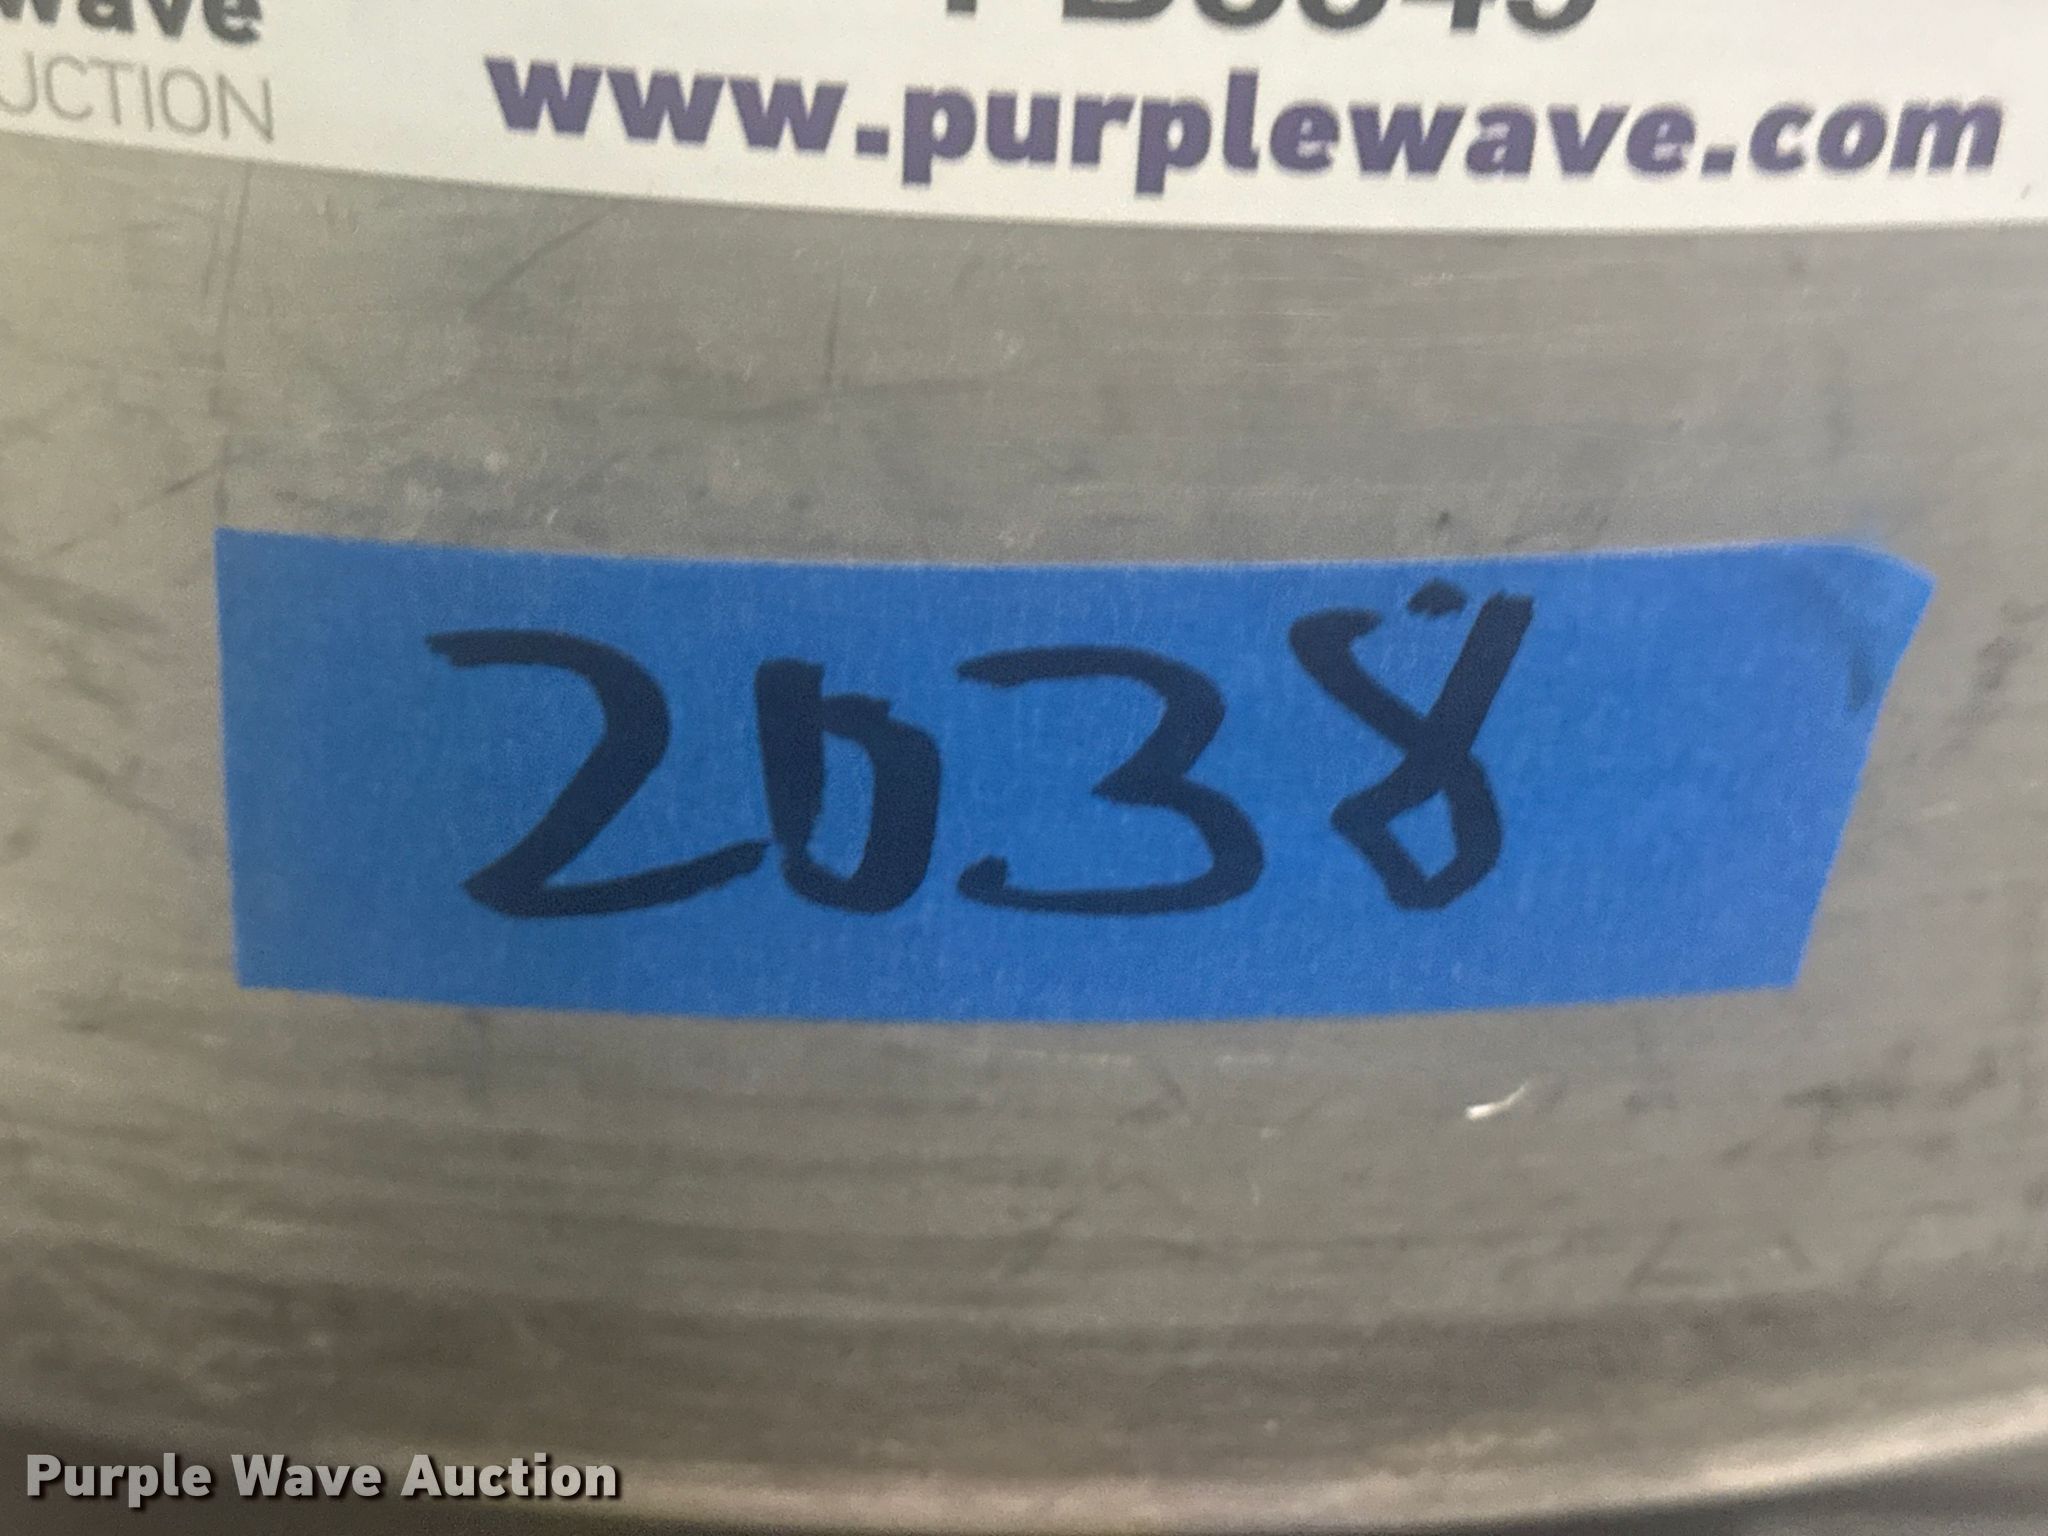 wave
UCTION
www.purplewave.com
2038
Purple Wave Auction